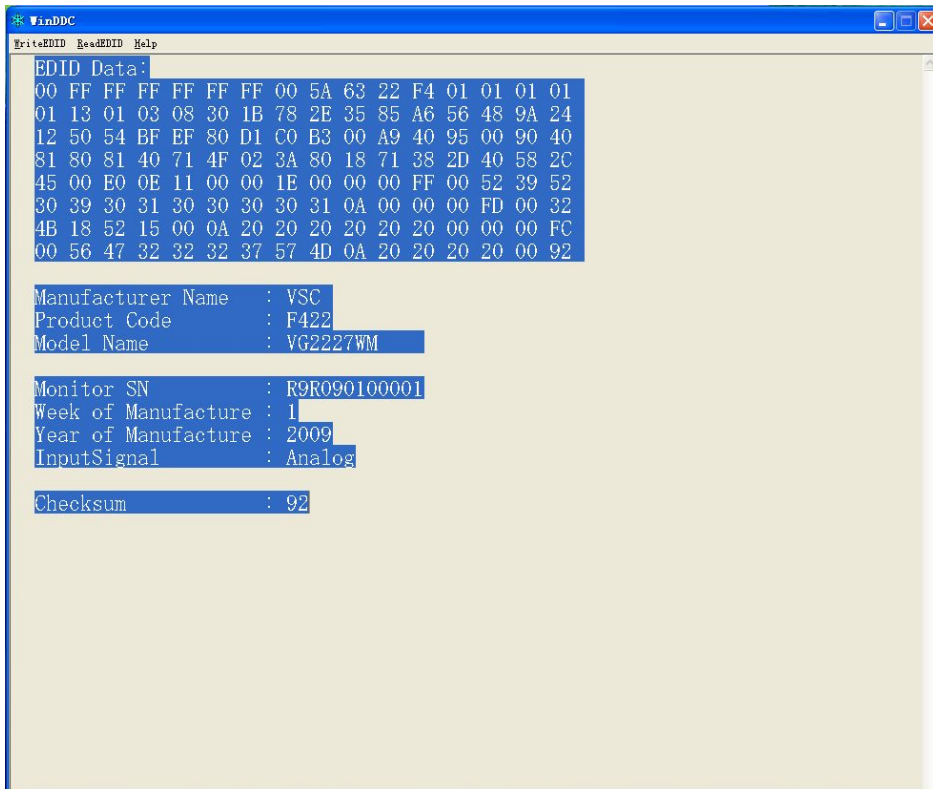 WinDDC
WriteEDID ReadEDID Help
EDID Data:
00 FF FF FF FF FF FF 00 5A 63 22 F4 01 01 01 01
01 13 01 03 08 30 1B 78 2E 35 85 A6 56 48 9A 24
12 50 54 BF EF 80 D1 C0 B3 00 A9 40 95 00 90 40
81 80 81 40 71 4F 02 3A 80 18 71 38 2D 40 58 2C
45 00 E0 0E 11 00 00 1E 00 00 00 FF 00 52 39 52
30 39 30 31 30 30 30 30 31 0A 00 00 00 FD 00 32
4B 18 52 15 00 0A 20 20 20 20 20 20 00 00 00 FC
00 56 47 32 32 32 37 57 4D 0A 20 20 20 20 00 92
Manufacturer Name : VSC
Product Code : F422
Model Name : VG2227WM
Monitor SN : R9R090100001
Week of Manufacture : 1
Year of Manufacture : 2009
InputSignal : Analog
Checksum : 92